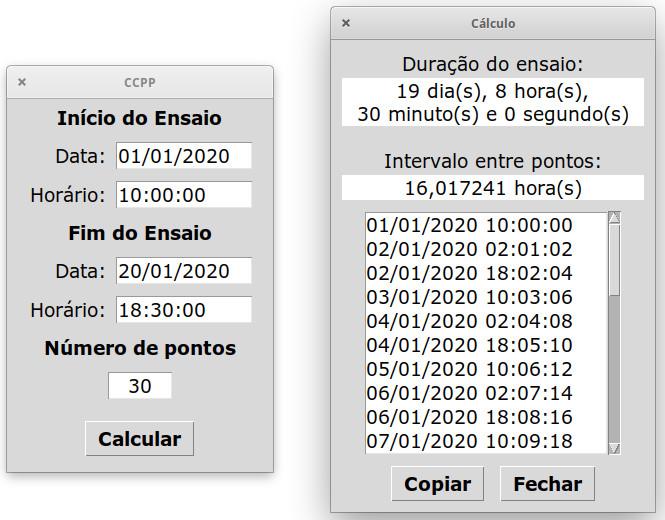 CCPP
Início do Ensaio
Data: 01/01/2020
Horário: 10:00:00
Fim do Ensaio
Data: 20/01/2020
Horário: 18:30:00
Número de pontos
30
Calcular
Cálculo
Duração do ensaio:
19 dia(s), 8 hora(s),
30 minuto(s) e 0 segundo(s)
Intervalo entre pontos:
16,017241 hora(s)
01/01/2020 10:00:00
02/01/2020 02:01:02
02/01/2020 18:02:04
03/01/2020 10:03:06
04/01/2020 02:04:08
04/01/2020 18:05:10
05/01/2020 10:06:12
06/01/2020 02:07:14
06/01/2020 18:08:16
07/01/2020 10:09:18
Copiar Fechar